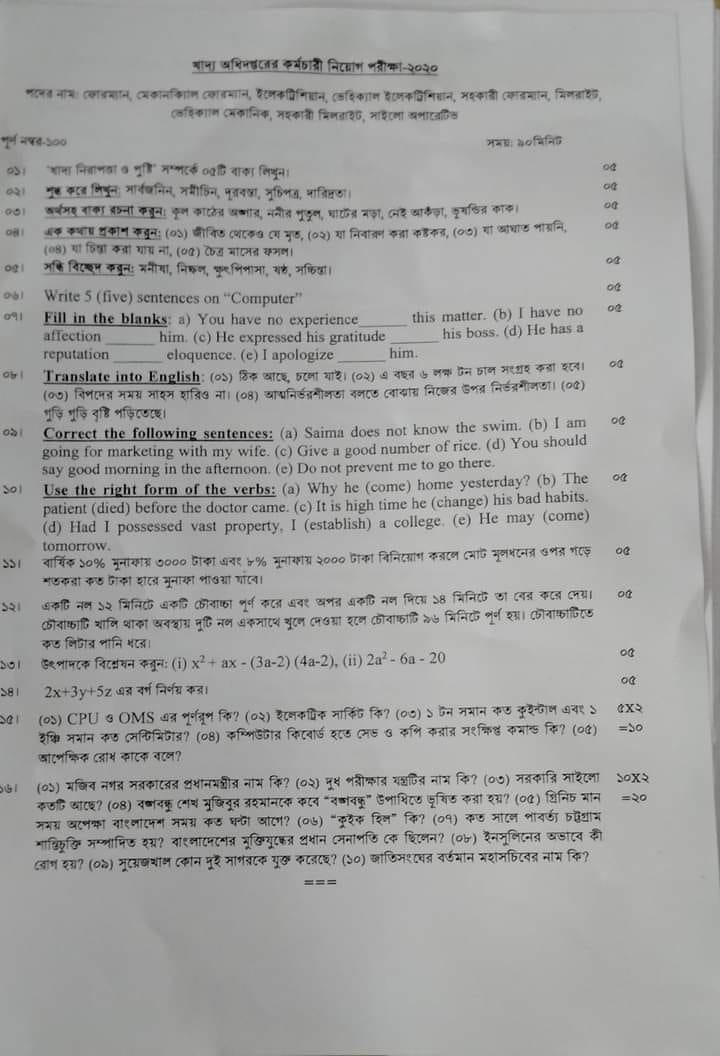 খাদ্য অধিদপ্তরের কর্মচারী নিয়োগ পরীক্ষা-২০২০
পদের নাম: ফোরম্যান, মেকানিক্যাল ফোরম্যান, ইলেকট্রিশিয়ান, ভেহিক্যাল ইলেকট্রিশিয়ান, সহকারী ফোরম্যান, মিলরাইট,
ভেহিক্যাল মেকানিক, সহকারী মিলরাইট, সাইলো অপারেটিভ
পূর্ণ নম্বর-১০০ সময়: ৯০মিনিট
০১। 'খাদ্য নিরাপত্তা ও পুষ্টি' সম্পর্কে ০৫টি বাক্য লিখুন। ০৫
০২। শুদ্ধ করে লিখুন: সার্বজনিন, সমীচিন, দূরবস্তা, সুচিপত্র, দারিদ্রতা। ০৫
০৩। অর্থসহ বাক্য রচনা করুন: কূল কাঠের অঙ্গার, ননীর পুতুল, ঘাটের মড়া, নেই আকঁড়া, ভূষন্ডির কাক। ০৫
০৪। এক কথায় প্রকাশ করুন: (০১) জীবিত থেকেও যে মৃত, (০২) যা নিবারণ করা কষ্টকর, (০৩) যা আঘাত পায়নি, ০৫
(০৪) যা চিন্তা করা যায় না, (০৫) চৈত্র মাসের ফসল।
০৫। সন্ধি বিচ্ছেদ করুন: মনীষা, নিষ্ফল, ক্ষুৎপিপাসা, ষষ্ঠ, সচ্চিন্তা। ০৫
০৬। Write 5 (five) sentences on “Computer” ০৫
০৭। Fill in the blanks: a) You have no experience_______ this matter. (b) I have no ০৫
affection _______ him. (c) He expressed his gratitude _______ his boss. (d) He has a
reputation _______ eloquence. (e) I apologize _______ him.
০৮। Translate into English: (০১) ঠিক আছে, চলো যাই। (০২) এ বছর ৬ লক্ষ টন চাল সংগ্রহ করা হবে। ০৫
(০৩) বিপদের সময় সাহস হারিও না। (০৪) আত্মনির্ভরশীলতা বলতে বোঝায় নিজের উপর নির্ভরশীলতা। (০৫)
গুড়ি গুড়ি বৃষ্টি পড়িতেছে।
০৯। Correct the following sentences: (a) Saima does not know the swim. (b) I am ০৫
going for marketing with my wife. (c) Give a good number of rice. (d) You should
say good morning in the afternoon. (e) Do not prevent me to go there.
১০। Use the right form of the verbs: (a) Why he (come) home yesterday? (b) The ০৫
patient (died) before the doctor came. (c) It is high time he (change) his bad habits.
(d) Had I possessed vast property, I (establish) a college. (e) He may (come)
tomorrow.
১১। বার্ষিক ১০% মুনাফায় ৩০০০ টাকা এবং ৮% মুনাফায় ২০০০ টাকা বিনিয়োগ করলে মোট মূলধনের ওপর গড়ে ০৫
শতকরা কত টাকা হারে মুনাফা পাওয়া যাবে।
১২। একটি নল ১২ মিনিটে একটি চৌবাচ্চা পূর্ণ করে এবং অপর একটি নল দিয়ে ১৪ মিনিটে তা বের করে দেয়। ০৫
চৌবাচ্চাটি খালি থাকা অবস্থায় দুটি নল একসাথে খুলে দেওয়া হলে চৌবাচ্চাটি ৯৬ মিনিটে পূর্ণ হয়। চৌবাচ্চাটিতে
কত লিটার পানি ধরে।
১৩। উৎপাদকে বিশ্লেষন করুন: (i) x² + ax - (3a-2) (4a-2), (ii) 2a² - 6a - 20 ০৫
১৪। 2x+3y+5z এর বর্গ নির্ণয় কর। ০৫
১৫। (০১) CPU ও OMS এর পূর্ণরূপ কি? (০২) ইলেকট্রিক সার্কিট কি? (০৩) ১ টন সমান কত কুইন্টাল এবং ১ ৫X২
ইঞ্চি সমান কত সেন্টিমিটার? (০৪) কম্পিউটার কিবোর্ড হতে সেভ ও কপি করার সংক্ষিপ্ত কমান্ড কি? (০৫) =১০
আপেক্ষিক রোধ কাকে বলে?
১৬। (০১) মজিব নগর সরকারের প্রধানমন্ত্রীর নাম কি? (০২) দুধ পরীক্ষার যন্ত্রটির নাম কি? (০৩) সরকারি সাইলো ১০X২
কতটি আছে? (০৪) বঙ্গবন্ধু শেখ মুজিবুর রহমানকে কবে “বঙ্গবন্ধু” উপাধিতে ভূষিত করা হয়? (০৫) গ্রিনিচ মান =২০
সময় অপেক্ষা বাংলাদেশ সময় কত ঘন্টা আগে? (০৬) “কুইক হিল” কি? (০৭) কত সালে পার্বত্য চট্টগ্রাম
শান্তিচুক্তি সম্পাদিত হয়? বাংলাদেশের মুক্তিযুদ্ধের প্রধান সেনাপতি কে ছিলেন? (০৮) ইনসুলিনের অভাবে কী
রোগ হয়? (০৯) সুয়েজখাল কোন দুই সাগরকে যুক্ত করেছে? (১০) জাতিসংঘের বর্তমান মহাসচিবের নাম কি?
===